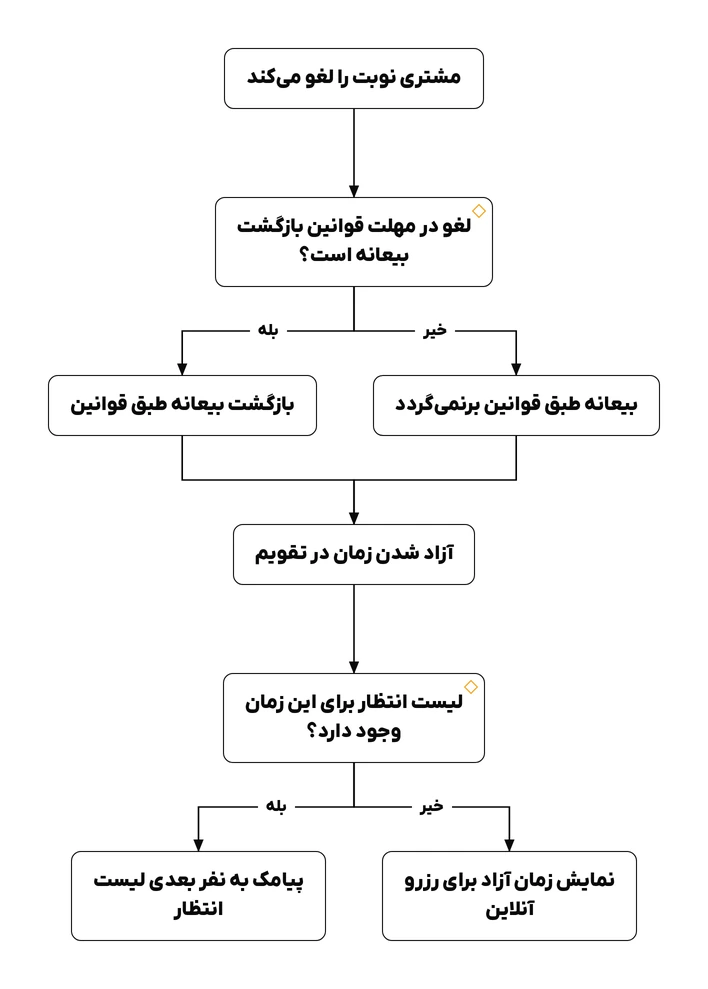 مشتری نوبت را لغو می‌کند
لغو در مهلت قوانین بازگشت
بیعانه است؟
خیر
بله
بیعانه طبق قوانین برنمی‌گردد
بازگشت بیعانه طبق قوانین
آزاد شدن زمان در تقویم
لیست انتظار برای این زمان
وجود دارد؟
خیر
بله
نمایش زمان آزاد برای رزرو
آنلاین
پیامک به نفر بعدی لیست
انتظار